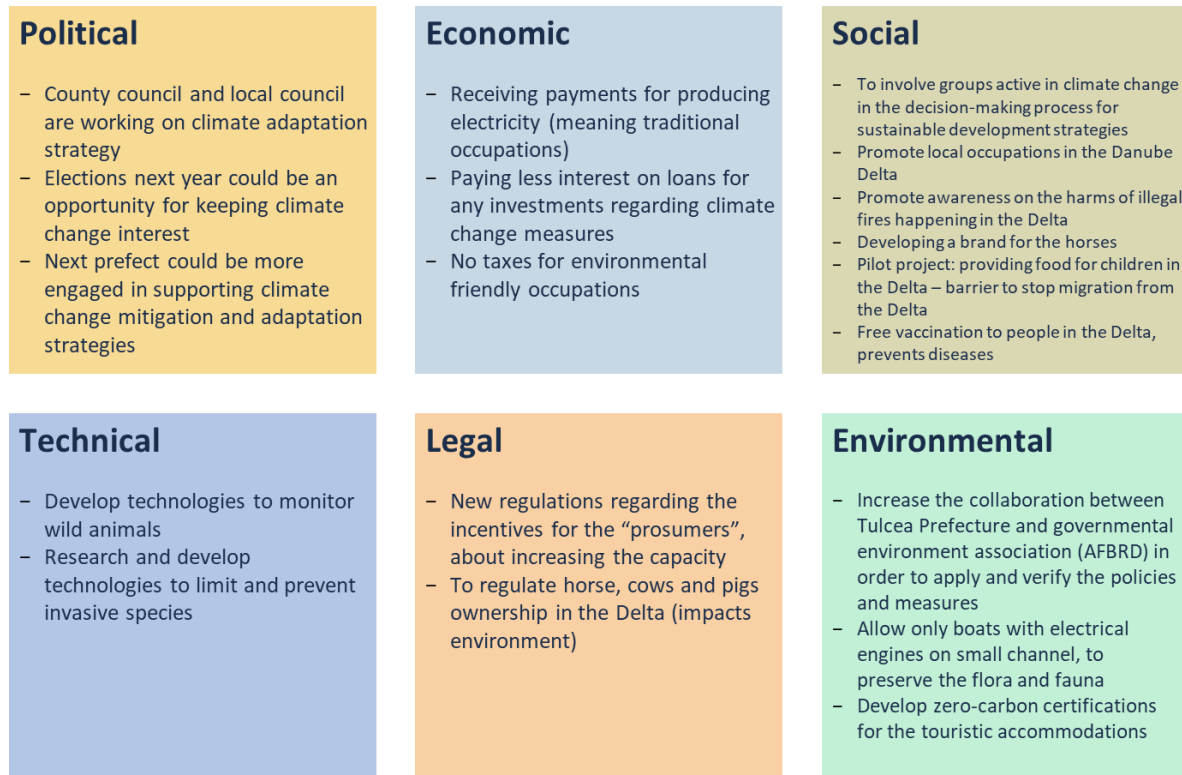 Political
− County council and local council
are working on climate adaptation
strategy
− Elections next year could be an
opportunity for keeping climate
change interest
− Next prefect could be more
engaged in supporting climate
change mitigation and adaptation
strategies
Economic
− Receiving payments for producing
electricity (meaning traditional
occupations)
− Paying less interest on loans for
any investments regarding climate
change measures
− No taxes for environmental
friendly occupations
Social
− To involve groups active in climate change
in the decision-making process for
sustainable development strategies
− Promote local occupations in the Danube
Delta
− Promote awareness on the harms of illegal
fires happening in the Delta
− Developing a brand for the horses
− Pilot project: providing food for children in
the Delta – barrier to stop migration from
the Delta
− Free vaccination to people in the Delta,
prevents diseases
Technical
− Develop technologies to monitor
wild animals
− Research and develop
technologies to limit and prevent
invasive species
Legal
− New regulations regarding the
incentives for the “prosumers”,
about increasing the capacity
− To regulate horse, cows and pigs
ownership in the Delta (impacts
environment)
Environmental
− Increase the collaboration between
Tulcea Prefecture and governmental
environment association (AFBRD) in
order to apply and verify the policies
and measures
− Allow only boats with electrical
engines on small channel, to
preserve the flora and fauna
− Develop zero-carbon certifications
for the touristic accommodations